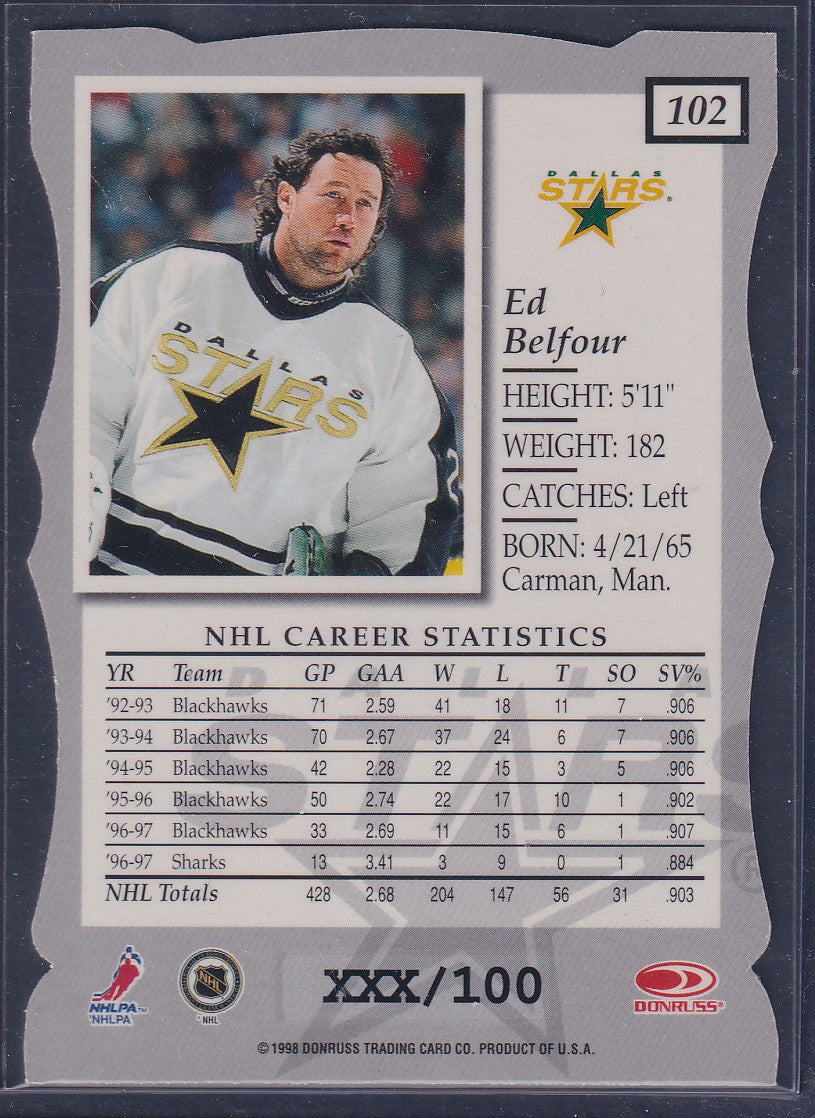 102
DALLAS
STARS®
DALLAS
STARS
2
Ed
Belfour
HEIGHT: 5'11"
WEIGHT: 182
CATCHES: Left
BORN: 4/21/65
Carman, Man.
NHL CAREER STATISTICS
YR Team GP GAA W L T SO SV%
'92-93 Blackhawks 71 2.59 41 18 11 7 .906
'93-94 Blackhawks 70 2.67 37 24 6 7 .906
'94-95 Blackhawks 42 2.28 22 15 3 5 .906
'95-96 Blackhawks 50 2.74 22 17 10 1 .902
'96-97 Blackhawks 33 2.69 11 15 6 1 .907
'96-97 Sharks 13 3.41 3 9 0 1 .884
NHL Totals 428 2.68 204 147 56 31 .903
DALLA
STARS
®
NHLPA™
'NHLPA
NHL
'NHL
XXX/100
DONRUSS®
©1998 DONRUSS TRADING CARD CO. PRODUCT OF U.S.A.